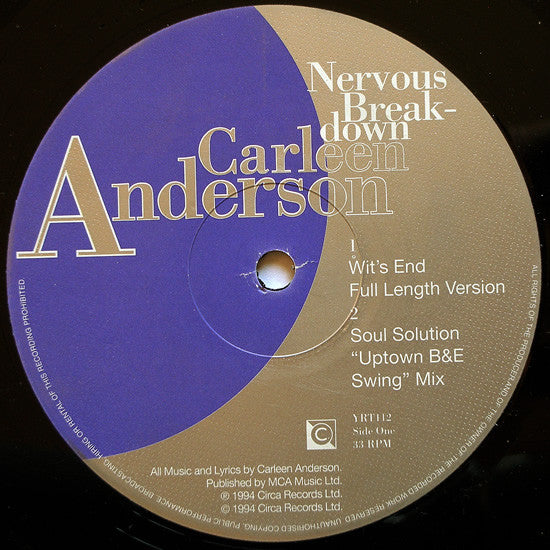 Nervous
Break-
down
Carleen
Anderson
1
Wit's End
Full Length Version
2
Soul Solution
“Uptown B&E
Swing” Mix
C
YRT112
Side One
33 RPM
All Music and Lyrics by Carleen Anderson.
Published by MCA Music Ltd.
℗ 1994 Circa Records Ltd.
© 1994 Circa Records Ltd.
ALL RIGHTS OF THE PRODUCER AND OF THE OWNER OF THE RECORDED WORK RESERVED. UNAUTHORISED COPYING, PUBLIC PERFORMANCE, BROADCASTING, HIRING OR RENTAL OF THIS RECORDING PROHIBITED.